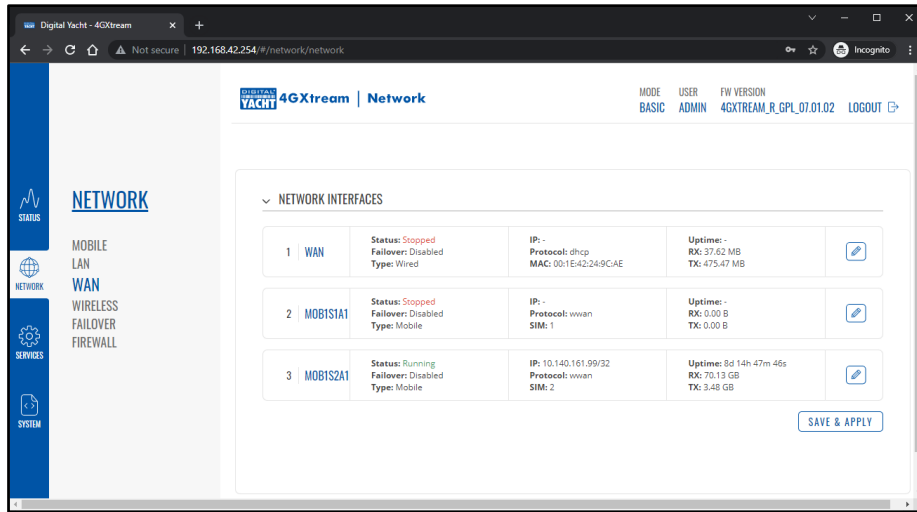 Digital Yacht - 4GXtream
Not secure | 192.168.42.254/#/network/network
Incognito
DIGITAL YACHT 4GXtream | Network
MODE USER FW VERSION
BASIC ADMIN 4GXTREAM_R_GPL_07.01.02 LOGOUT
STATUS
NETWORK
SERVICES
SYSTEM
NETWORK
MOBILE
LAN
WAN
WIRELESS
FAILOVER
FIREWALL
NETWORK INTERFACES
1 WAN
Status: Stopped
Failover: Disabled
Type: Wired
IP: -
Protocol: dhcp
MAC: 00:1E:42:24:9C:AE
Uptime: -
RX: 37.62 MB
TX: 475.47 MB
2 MOB1S1A1
Status: Stopped
Failover: Disabled
Type: Mobile
IP: -
Protocol: wwan
SIM: 1
Uptime: -
RX: 0.00 B
TX: 0.00 B
3 MOB1S2A1
Status: Running
Failover: Disabled
Type: Mobile
IP: 10.140.161.99/32
Protocol: wwan
SIM: 2
Uptime: 8d 14h 47m 46s
RX: 70.13 GB
TX: 3.48 GB
SAVE & APPLY